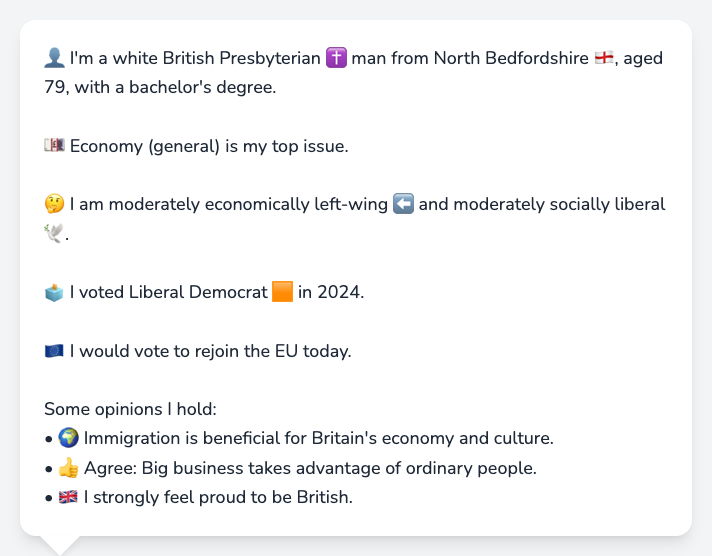 👤 I'm a white British Presbyterian ✝️ man from North Bedfordshire 🏴󠁧󠁢󠁥󠁮󠁧󠁿, aged
79, with a bachelor's degree.
💷 Economy (general) is my top issue.
🤔 I am moderately economically left-wing ⬅️ and moderately socially liberal
🕊️.
🗳️ I voted Liberal Democrat 🟧 in 2024.
🇪🇺 I would vote to rejoin the EU today.
Some opinions I hold:
• 🌍 Immigration is beneficial for Britain's economy and culture.
• 👍 Agree: Big business takes advantage of ordinary people.
• 🇬🇧 I strongly feel proud to be British.